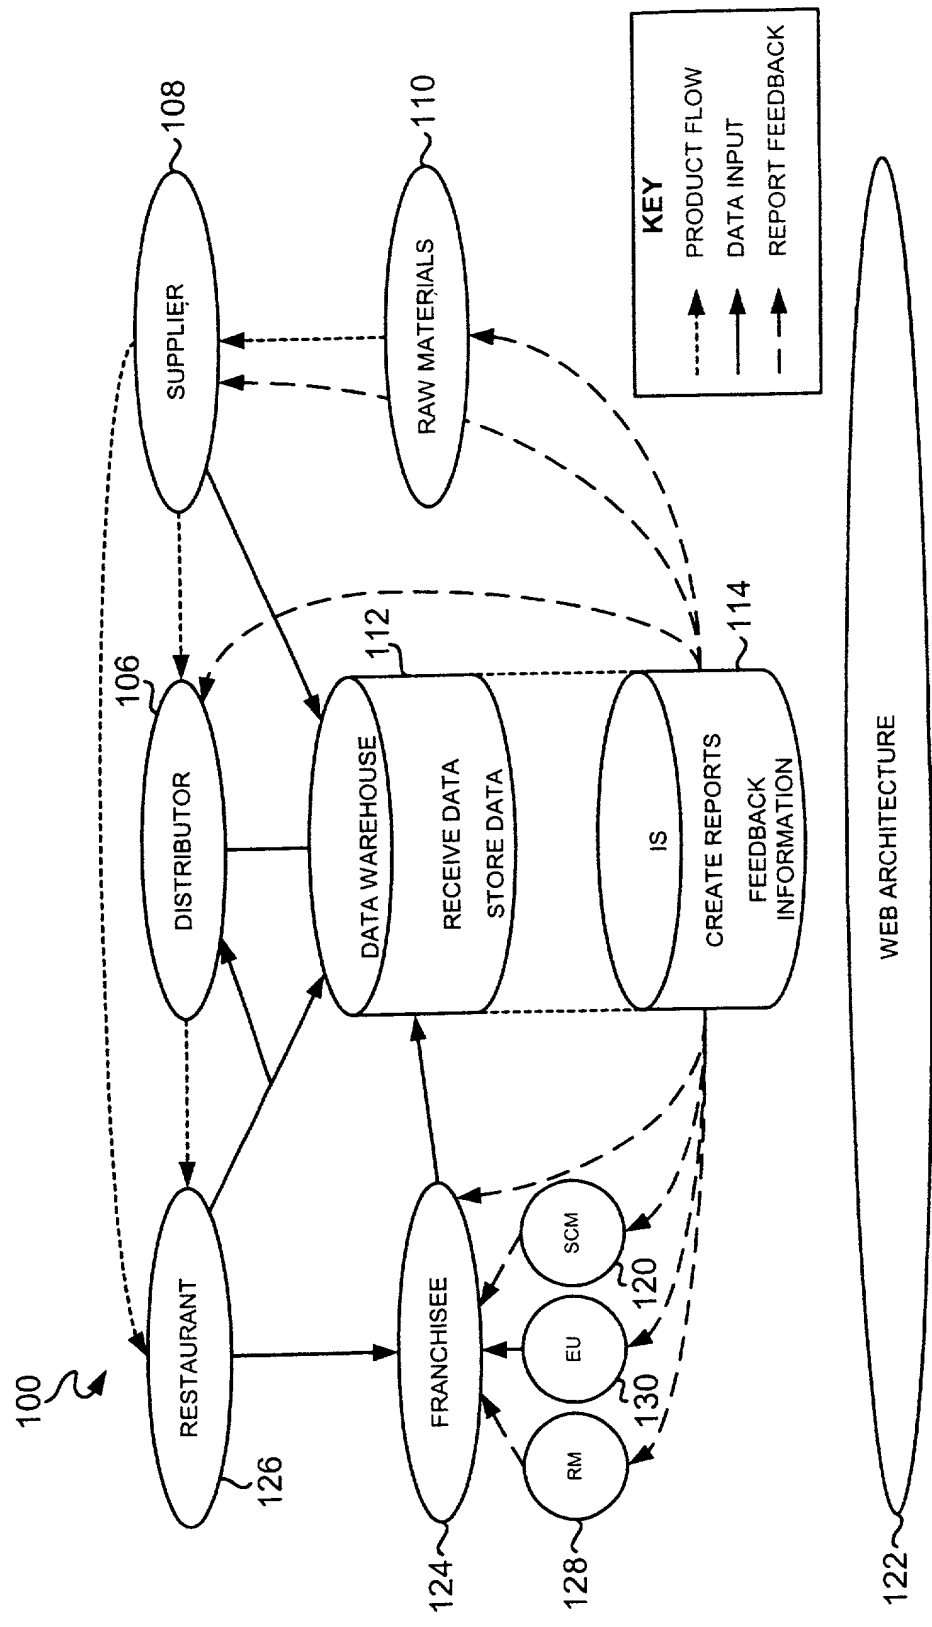 100
RESTAURANT
126
DISTRIBUTOR
106
SUPPLIER
108
FRANCHISEE
124
DATA WAREHOUSE
RECEIVE DATA
STORE DATA
112
RAW MATERIALS
110
RM
128
EU
130
SCM
120
IS
CREATE REPORTS
FEEDBACK
INFORMATION
114
KEY
PRODUCT FLOW
DATA INPUT
REPORT FEEDBACK
WEB ARCHITECTURE
122